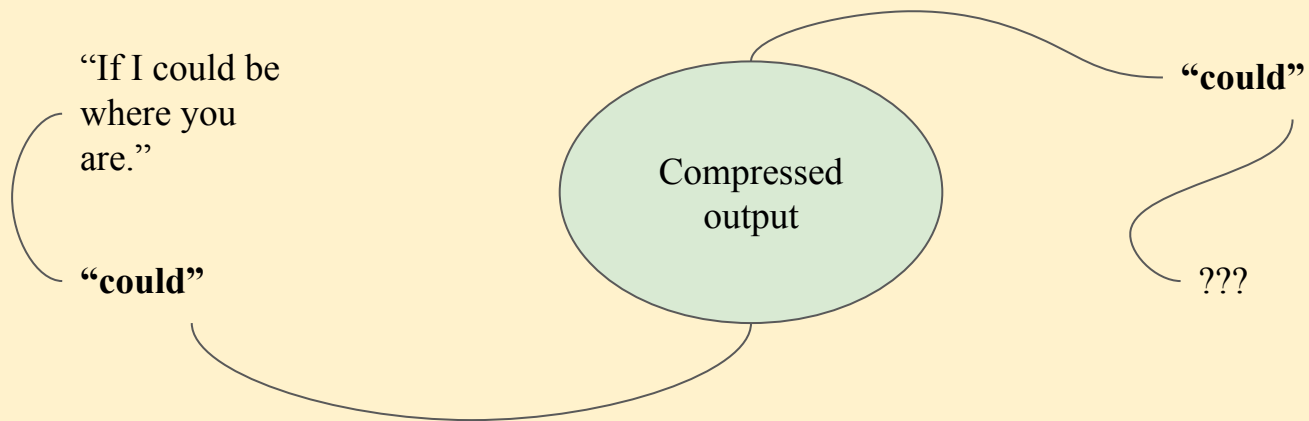 “If I could be
where you
are.”
“could”
Compressed
output
“could”
???